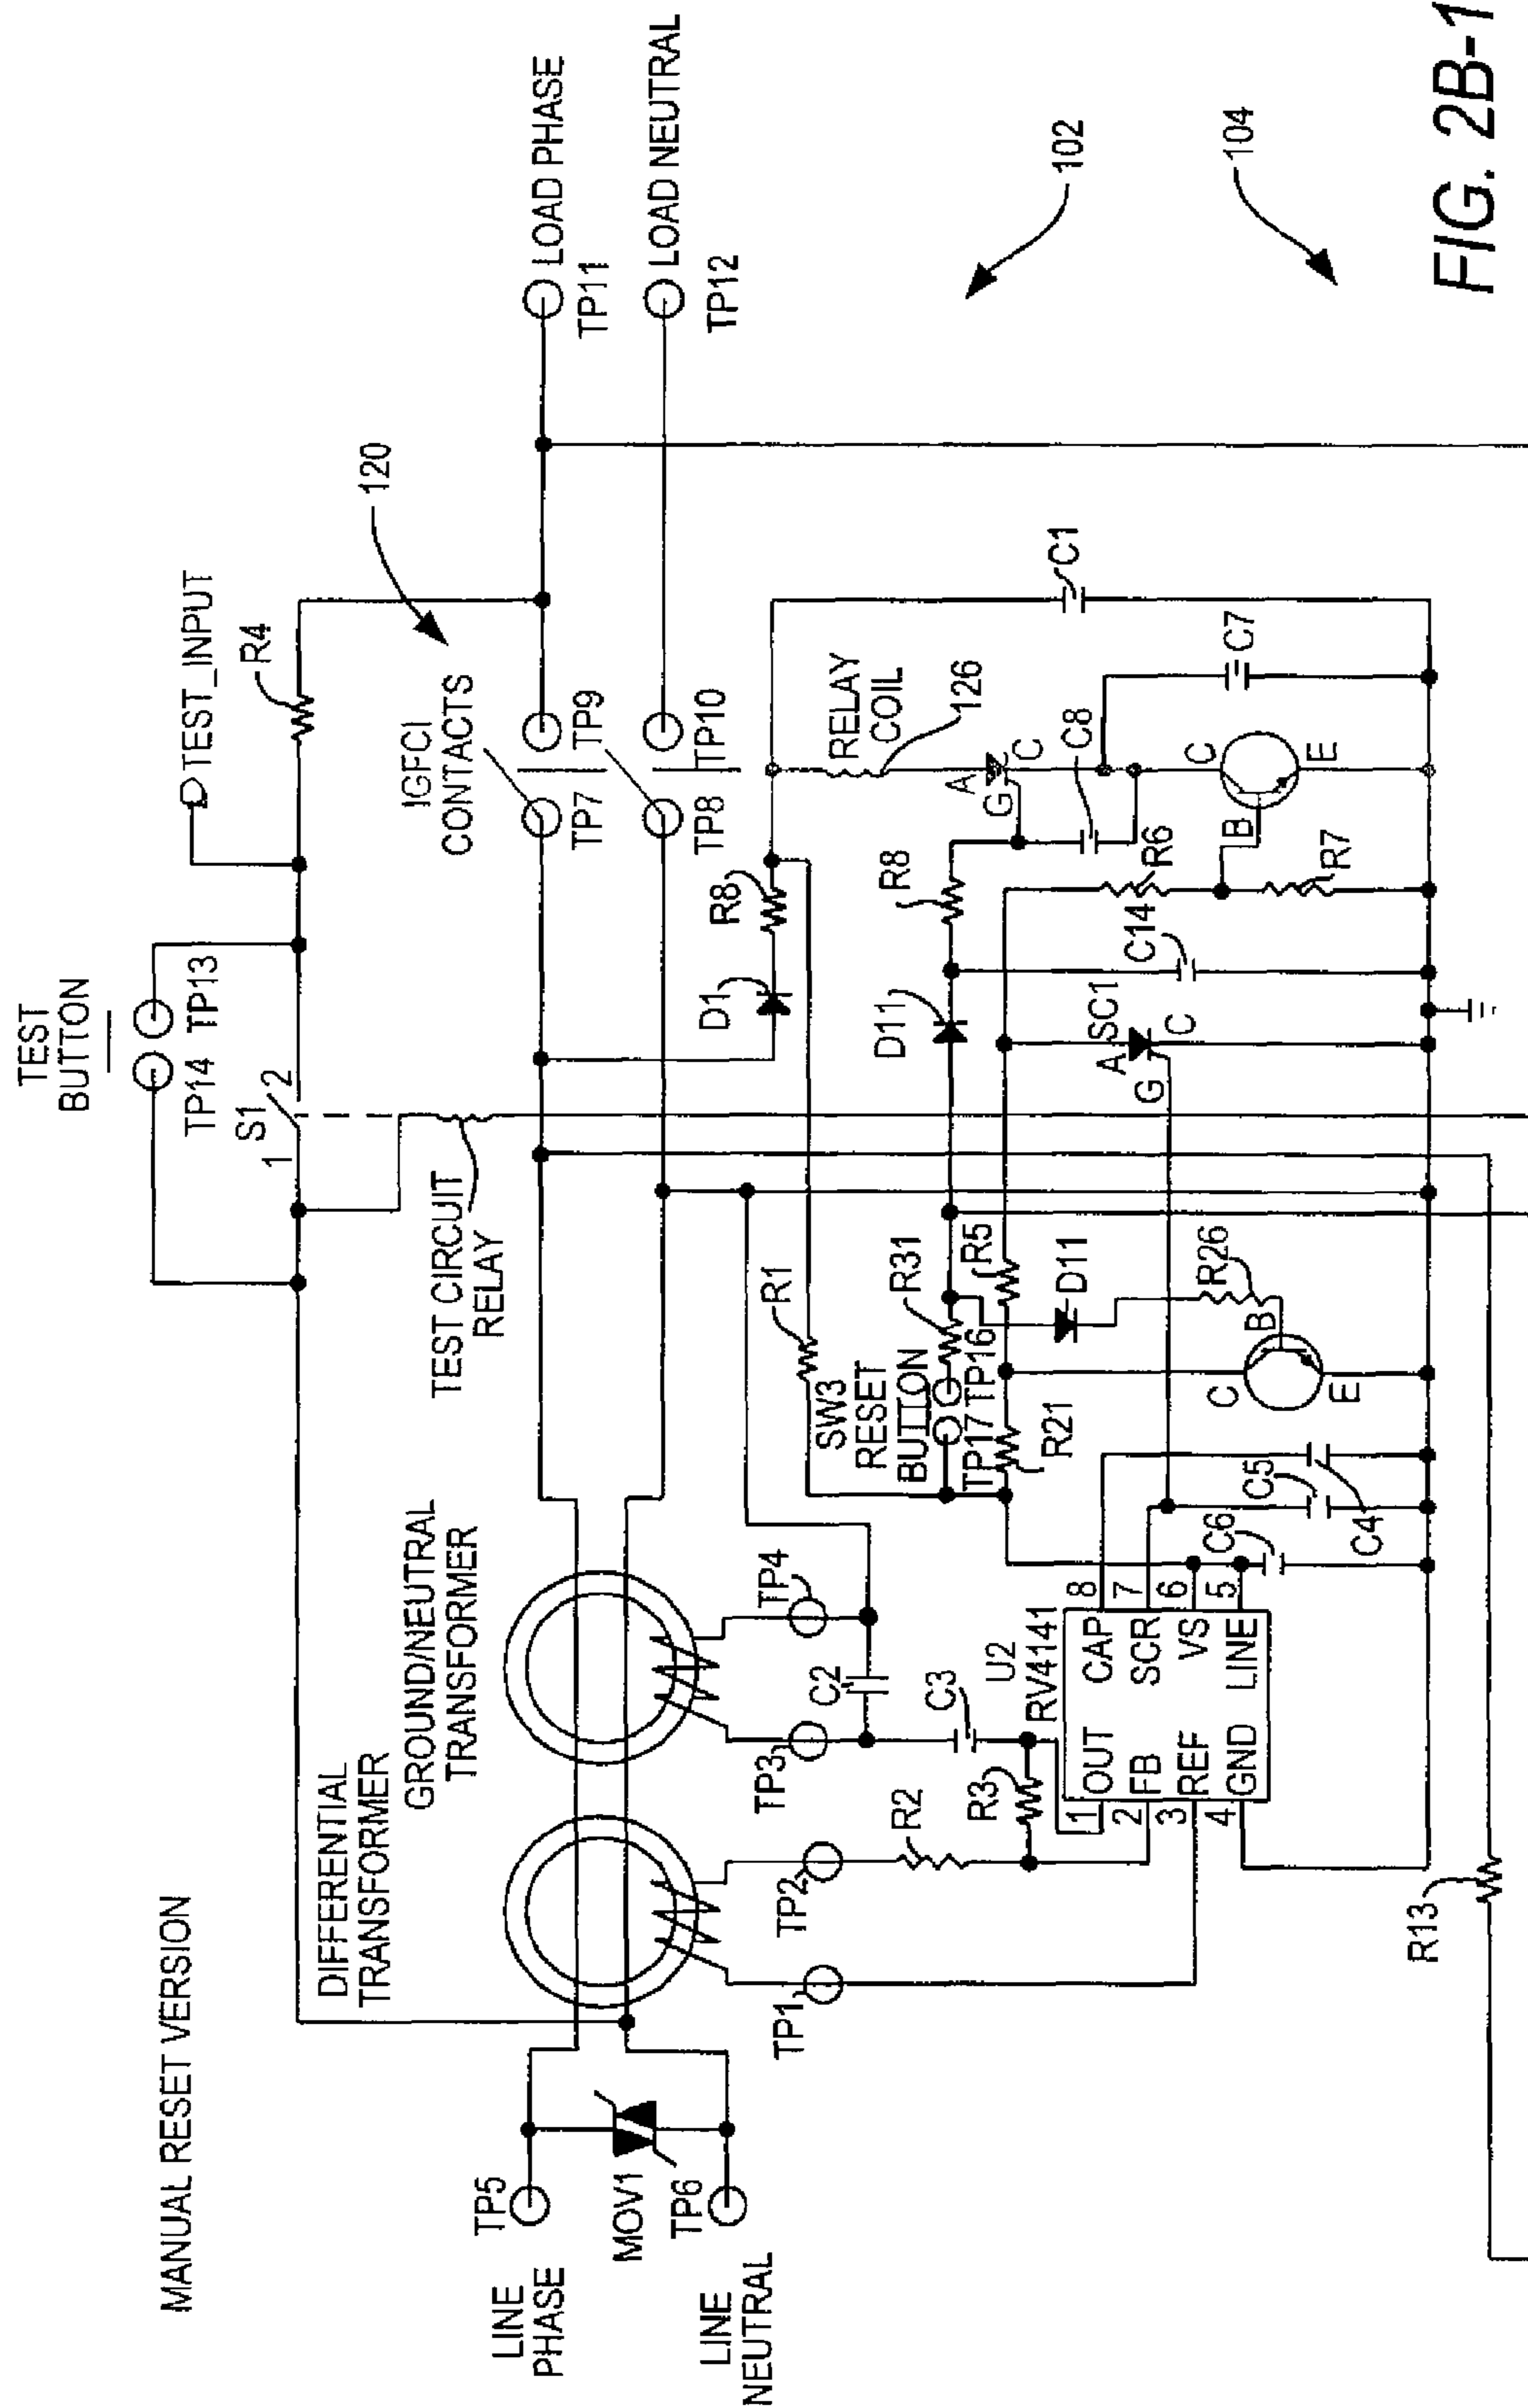 MANUAL RESET VERSION
TEST
BUTTON
TP14
TP13
S1
1
2
TEST_INPUT
R4
120
IGFCI
CONTACTS
TEST CIRCUIT
RELAY
DIFFERENTIAL
TRANSFORMER
GROUND/NEUTRAL
TRANSFORMER
LINE
PHASE
TP5
MOV1
TP6
LINE
NEUTRAL
TP7
TP9
TP8
TP10
LOAD PHASE
TP11
LOAD NEUTRAL
TP12
TP1
TP2
TP3
TP4
C2
R2
C3
R3
R1
D1
R8
SW3
RESET
BUTTON
TP17
TP16
R31
R5
R21
D11
R26
B
C
E
D11
R8
RELAY
COIL
126
A
G
C
C8
C1
C7
C
B
E
R6
R7
C14
SC1
A
G
C
U2
RV4141
1
OUT
CAP
8
2
FB
SCR
7
3
REF
VS
6
4
GND
LINE
5
C6
C5
C4
R13
102
104
FIG. 2B-1